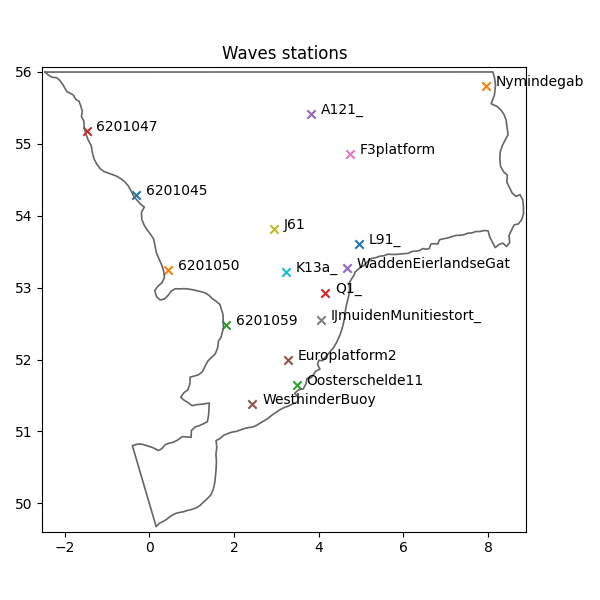 Waves stations
56
Nymindegab
A121_
6201047
55
F3platform
6201045
54
J61
L91_
WaddenEierlandseGat
6201050
K13a_
53
Q1_
IJmuidenMunitiestort_
6201059
52
Europlatform2
Oosterschelde11
WesthinderBuoy
51
50
−2
0
2
4
6
8